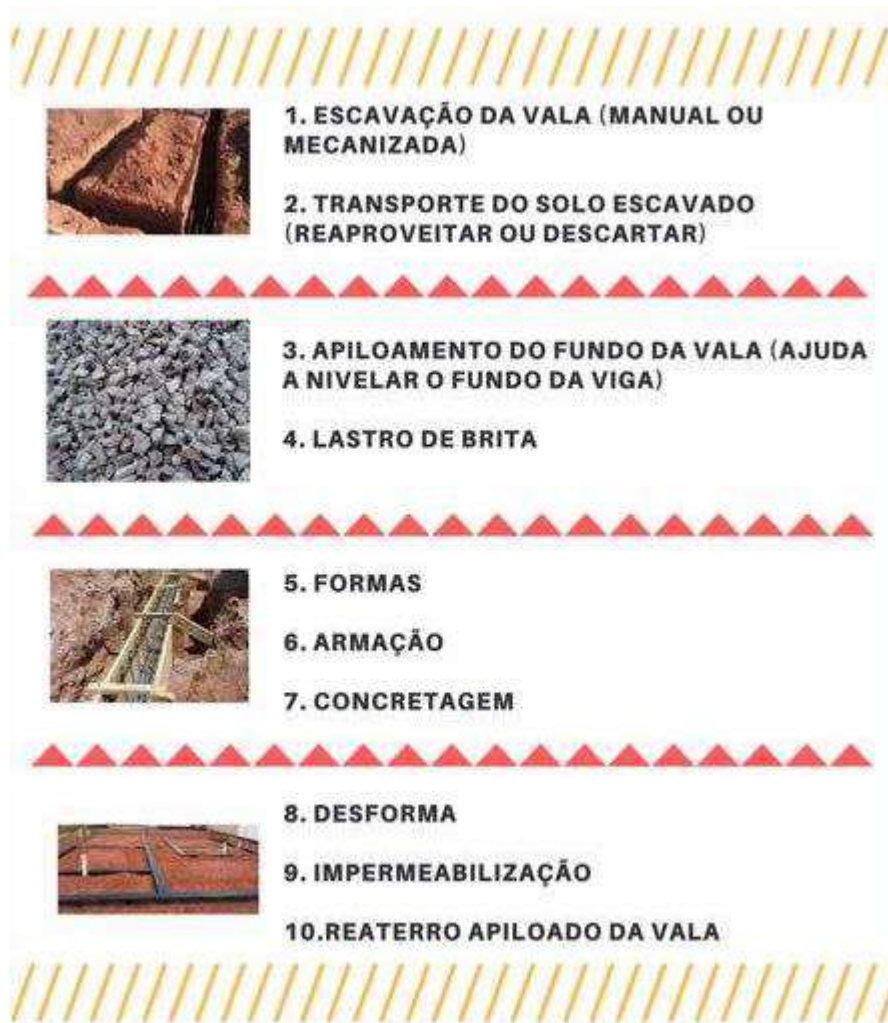 1. ESCAVAÇÃO DA VALA (MANUAL OU
MECANIZADA)
2. TRANSPORTE DO SOLO ESCAVADO
(REAPROVEITAR OU DESCARTAR)
3. APILOAMENTO DO FUNDO DA VALA (AJUDA
A NIVELAR O FUNDO DA VIGA)
4. LASTRO DE BRITA
5. FORMAS
6. ARMAÇÃO
7. CONCRETAGEM
8. DESFORMA
9. IMPERMEABILIZAÇÃO
10.REATERRO APILOADO DA VALA